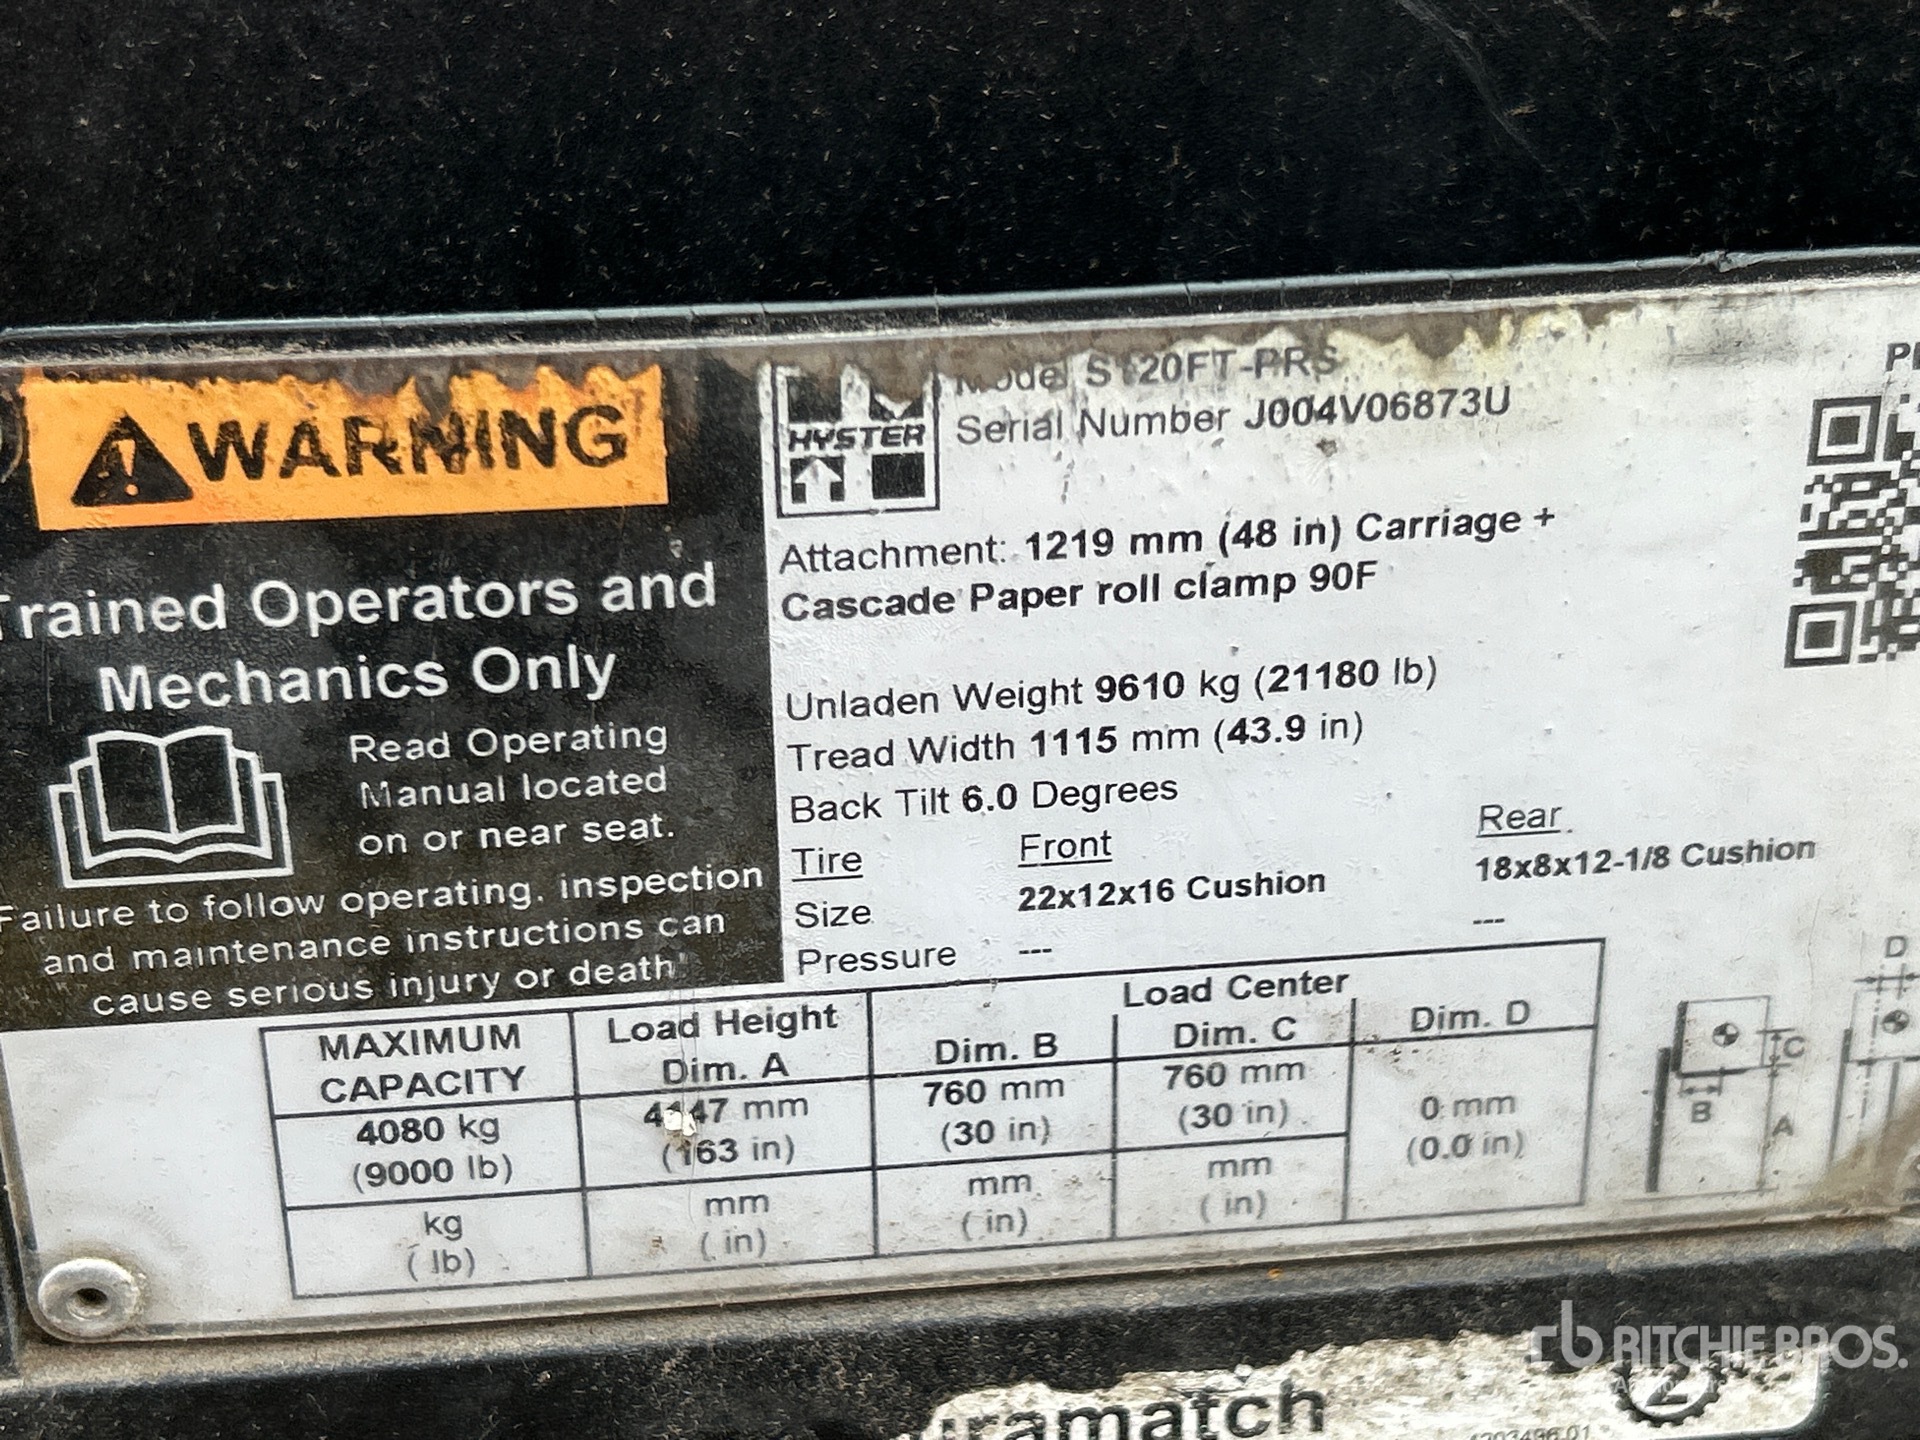 WARNING
Trained Operators and
Mechanics Only
Read Operating
Manual located
on or near seat.
Failure to follow operating, inspection
and maintenance instructions can
cause serious injury or death
HYSTER
Model S120FT-PRS
Serial Number J004V06873U
Attachment: 1219 mm (48 in) Carriage +
Cascade Paper roll clamp 90F
Unladen Weight 9610 kg (21180 lb)
Tread Width 1115 mm (43.9 in)
Back Tilt 6.0 Degrees
Tire Front Rear
Size 22x12x16 Cushion 18x8x12-1/8 Cushion
Pressure --- ---
MAXIMUM CAPACITY Load Height Dim. A Load Center Dim. B Dim. C Dim. D
4080 kg 4147 mm 760 mm 760 mm 0 mm
(9000 lb) (163 in) (30 in) (30 in) (0.0 in)
kg mm mm mm
( lb) ( in) ( in) ( in)
B C A D
rb RITCHIE BROS.